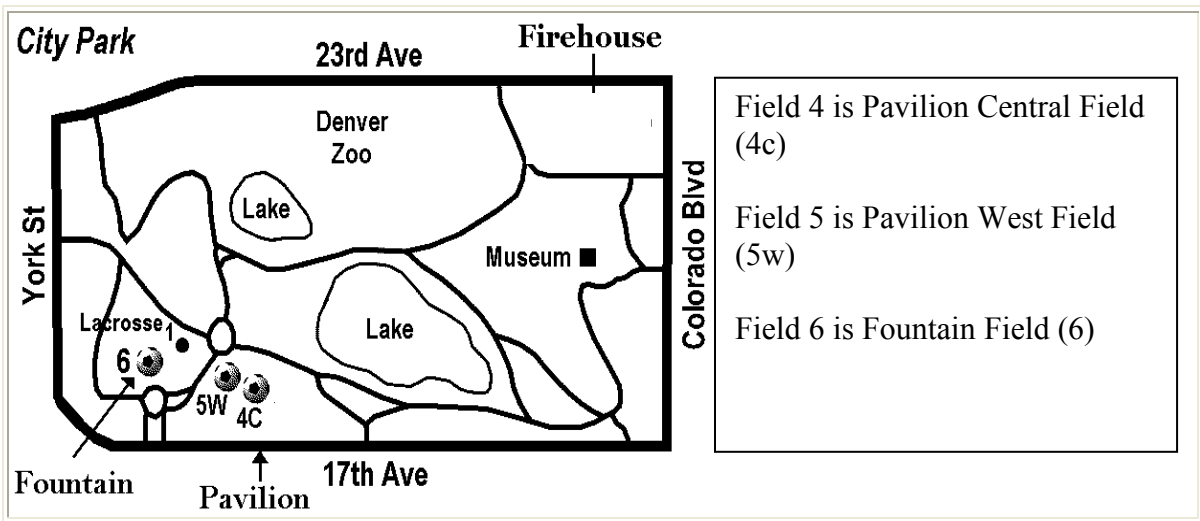 City Park
Firehouse
23rd Ave
Denver
Zoo
Lake
York St
Museum
Colorado Blvd
Lacrosse 1
Lake
6
5W
4C
Fountain
Pavilion
17th Ave
Field 4 is Pavilion Central Field
(4c)
Field 5 is Pavilion West Field
(5w)
Field 6 is Fountain Field (6)